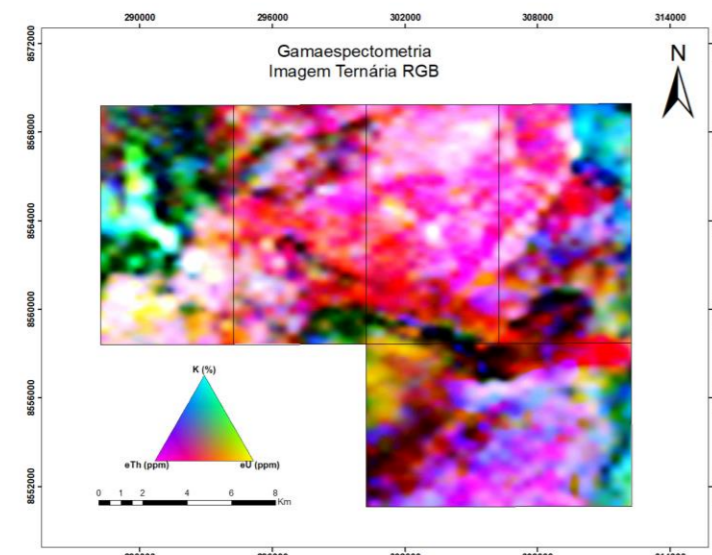 290000 296000 302000 308000 314000
Gamaespectometria
Imagem Ternária RGB
N
8572000
8568000
8564000
8560000
8556000
8552000
K (%)
eTh (ppm) eU (ppm)
0 1 2 4 6 8
Km